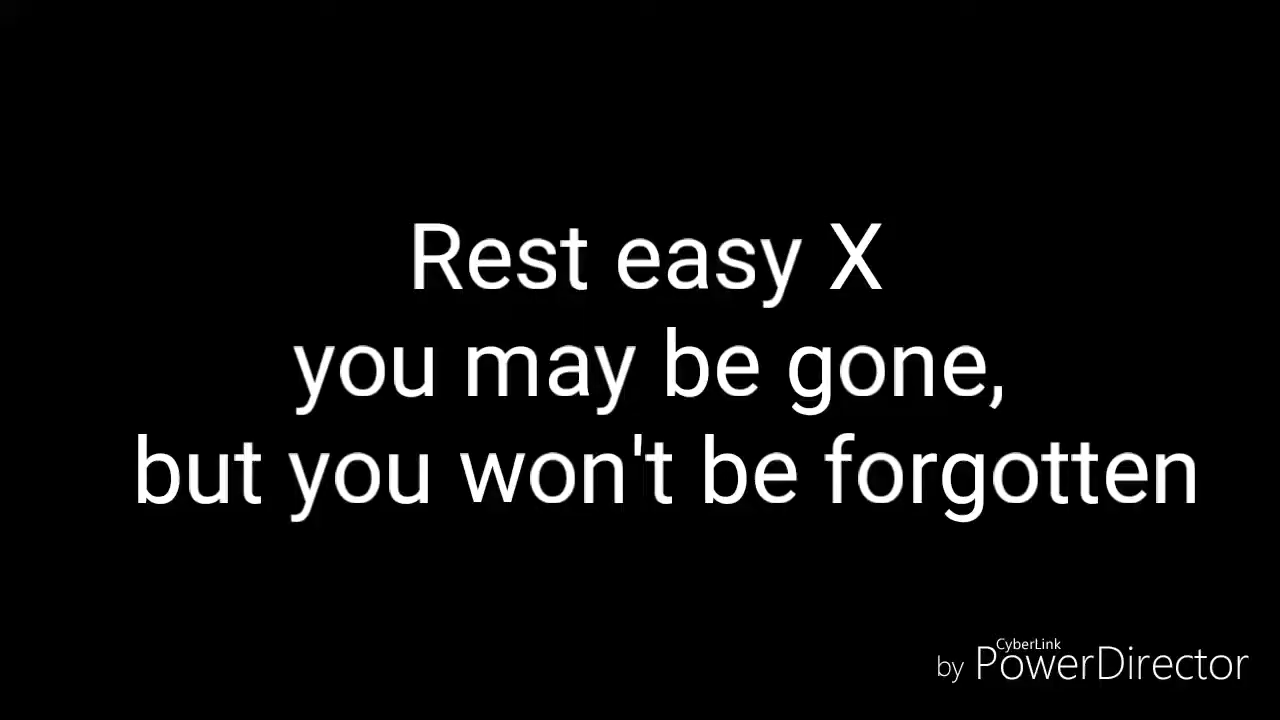 Rest easy X
you may be gone,
but you won't be forgotten
CyberLink
by PowerDirector